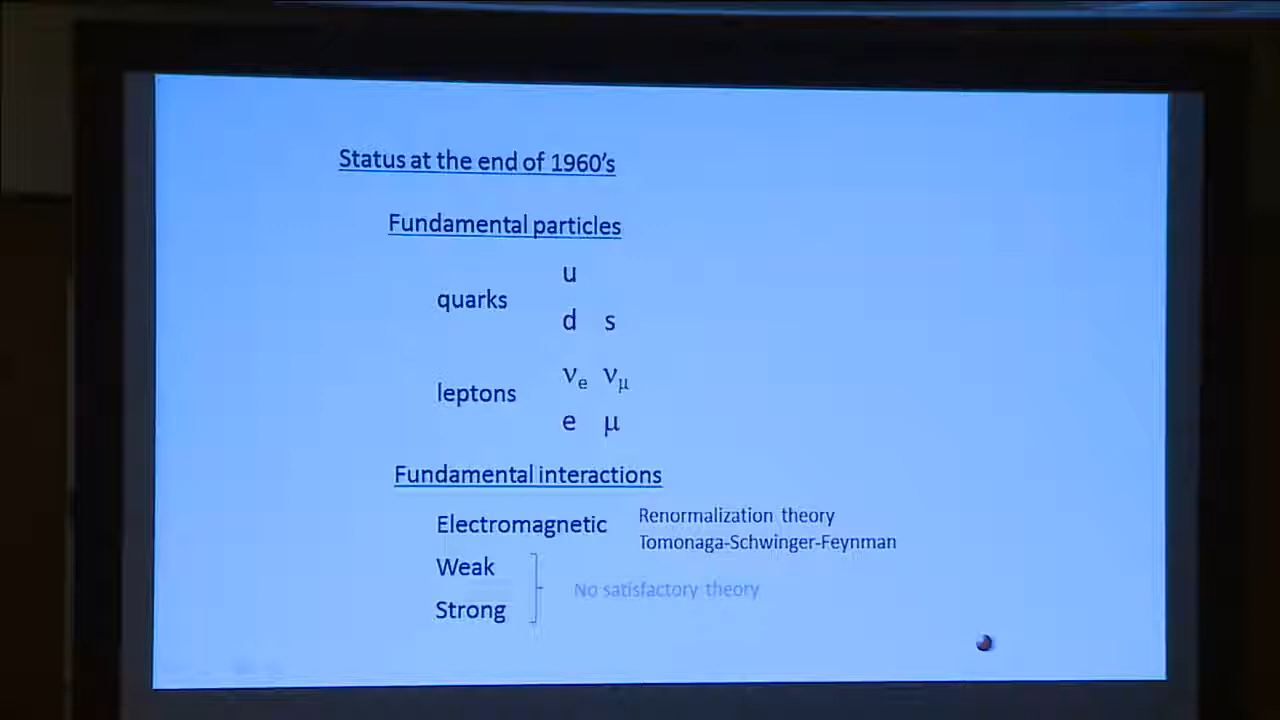 Status at the end of 1960's
Fundamental particles
u
quarks
d s
νe νμ
leptons
e μ
Fundamental interactions
Electromagnetic
Renormalization theory
Tomonaga-Schwinger-Feynman
Weak
No satisfactory theory
Strong